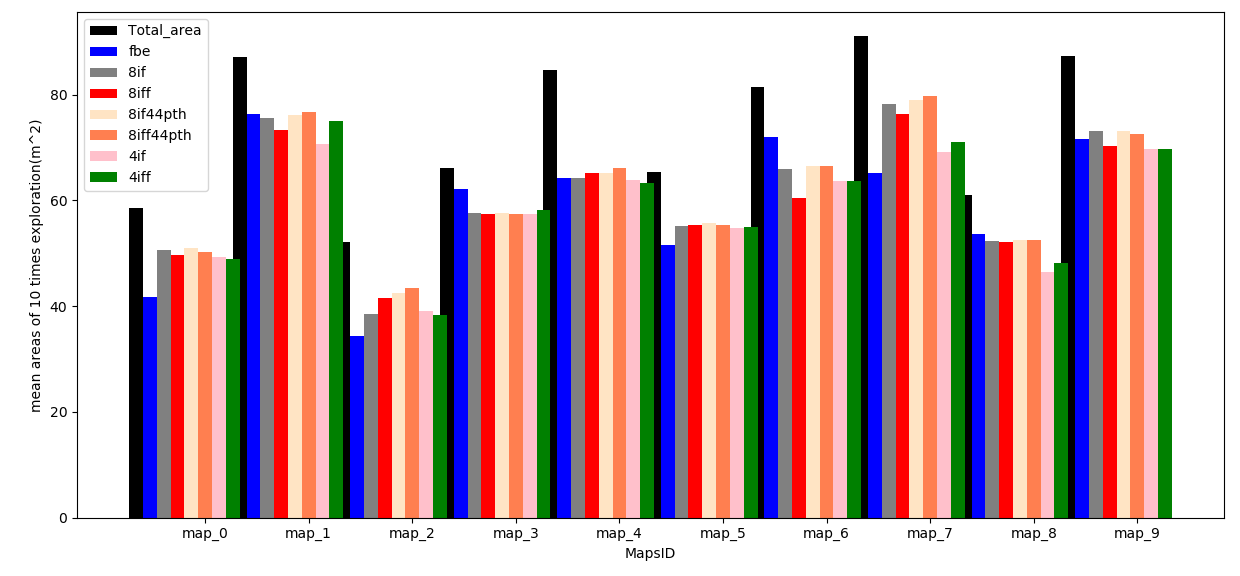 Total_area
fbe
8if
8iff
8if44pth
8iff44pth
4if
4iff
mean areas of 10 times exploration(m^2)
80
60
40
20
0
map_0 map_1 map_2 map_3 map_4 map_5 map_6 map_7 map_8 map_9
MapsID